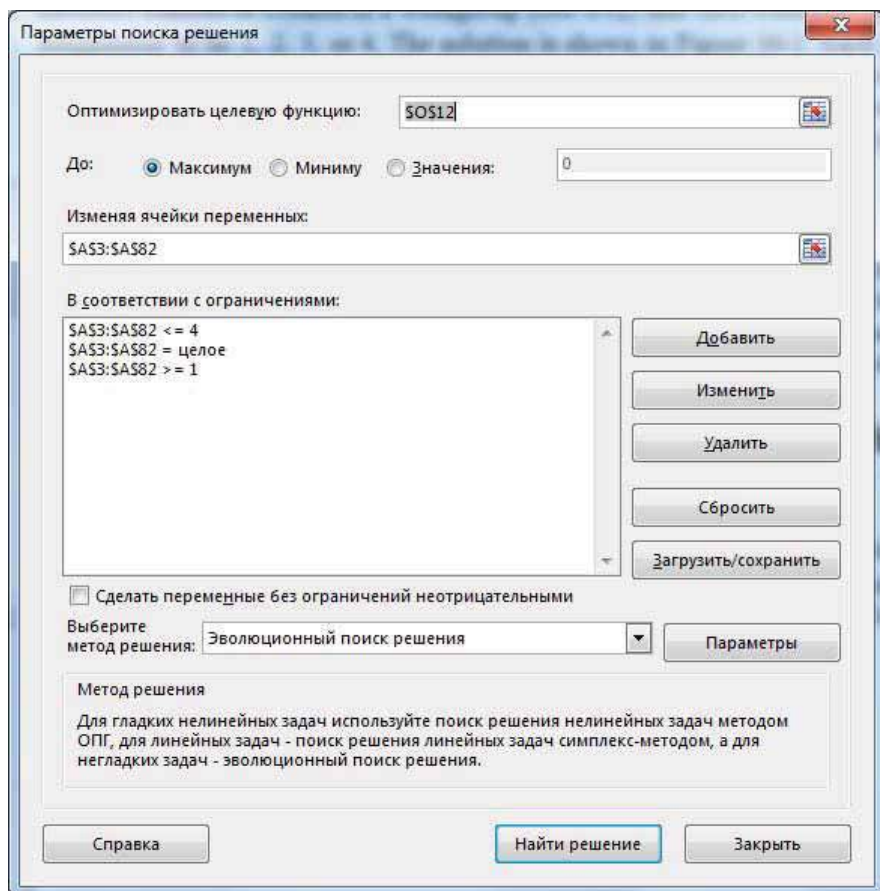 Параметры поиска решения
X
Оптимизировать целевую функцию: $O$12
До: Максимум Миниму Значения: 0
Изменяя ячейки переменных:
$A$3:$A$82
В соответствии с ограничениями:
$A$3:$A$82 <= 4
$A$3:$A$82 = целое
$A$3:$A$82 >= 1
Добавить
Изменить
Удалить
Сбросить
Загрузить/сохранить
Сделать переменные без ограничений неотрицательными
Выберите
метод решения: Эволюционный поиск решения Параметры
Метод решения
Для гладких нелинейных задач используйте поиск решения нелинейных задач методом
ОПГ, для линейных задач - поиск решения линейных задач симплекс-методом, а для
негладких задач - эволюционный поиск решения.
Справка Найти решение Закрыть